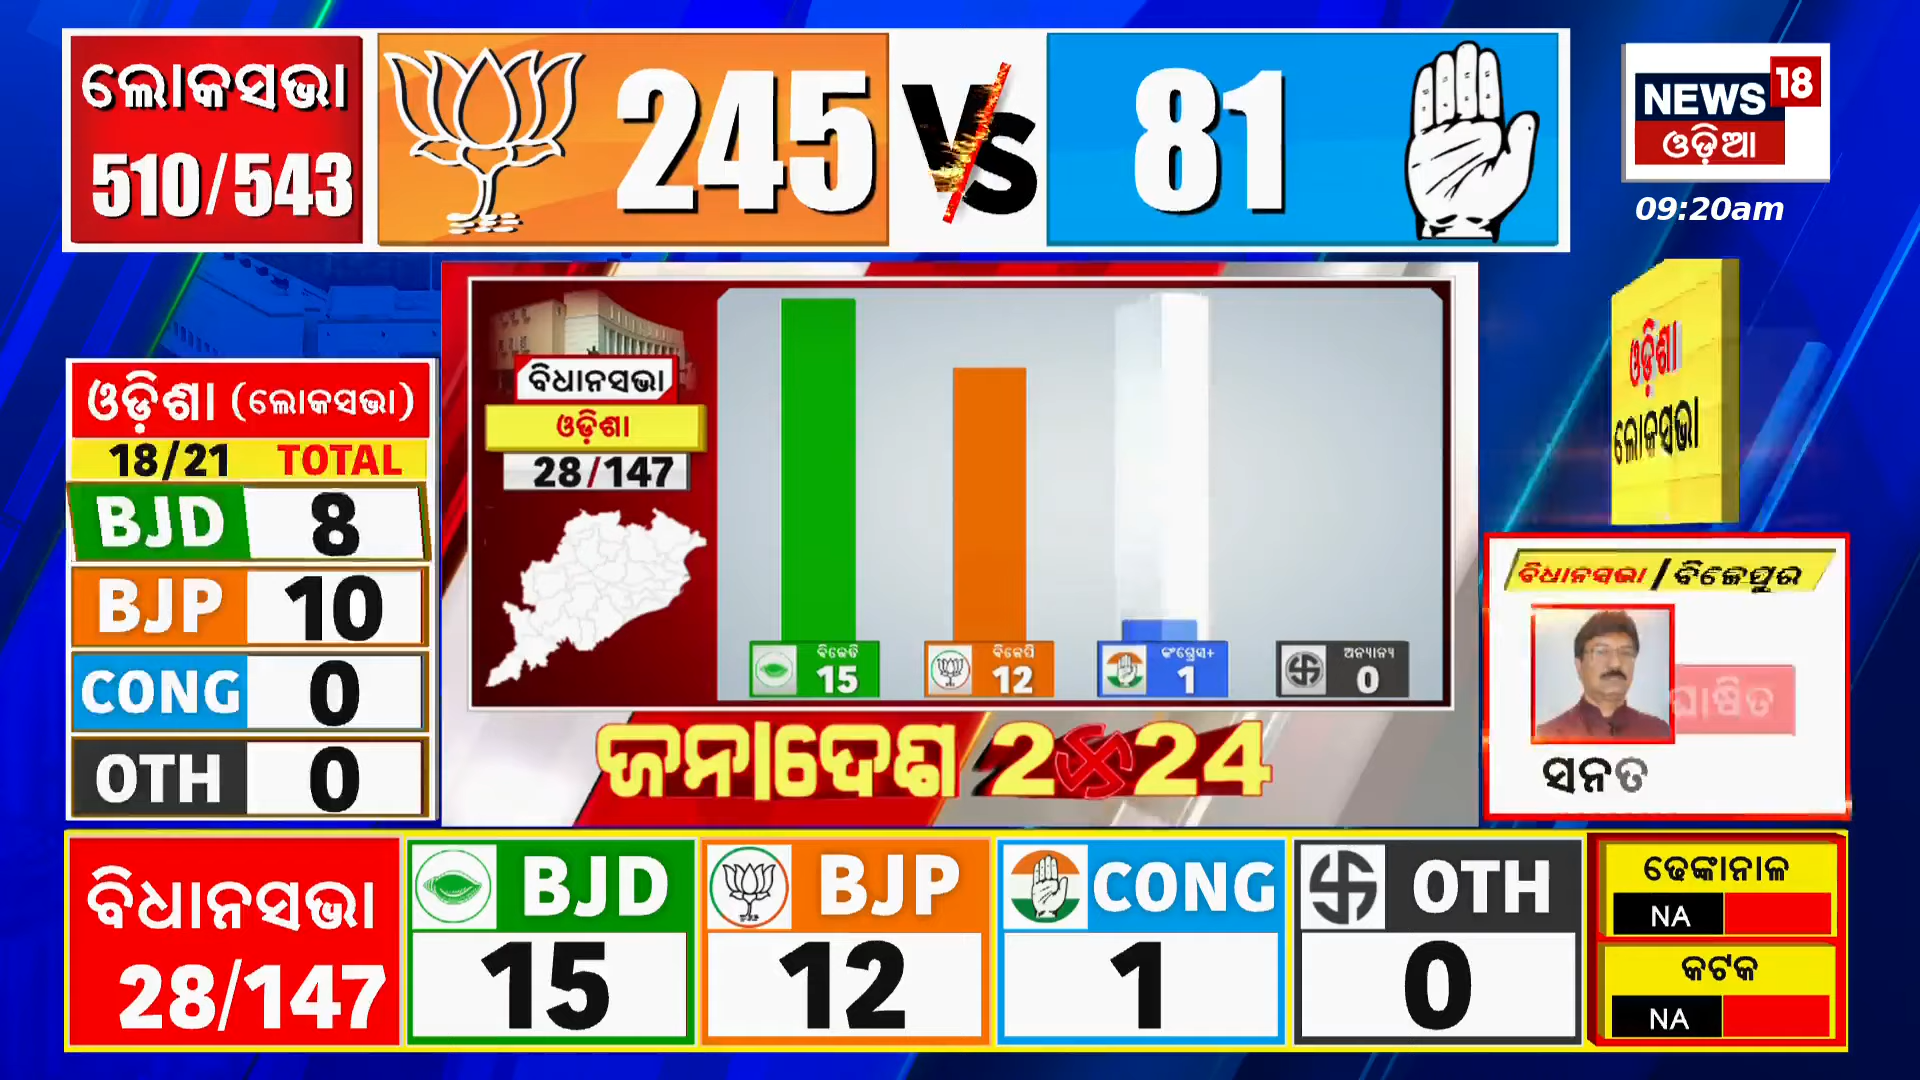 ଲୋକସଭା
510/543
245
VS
81
NEWS 18
ଓଡ଼ିଆ
09:20am
ଓଡ଼ିଶା (ଲୋକସଭା)
18/21 TOTAL
BJD 8
BJP 10
CONG 0
OTH 0
ବିଧାନସଭା
ଓଡ଼ିଶା
28/147
ବିଜେଡି
15
ବିଜେପି
12
କଂଗ୍ରେସ+
1
ଅନ୍ୟାନ୍ୟ
0
ଜନାଦେଶ 2024
ଓଡ଼ିଶା
ଲୋକସଭା
ବିଧାନସଭା / ବିଜେପୁର
ସନତ
ବିଧାନସଭା
28/147
BJD
15
BJP
12
CONG
1
OTH
0
ଢେଙ୍କାନାଳ
NA
କଟକ
NA